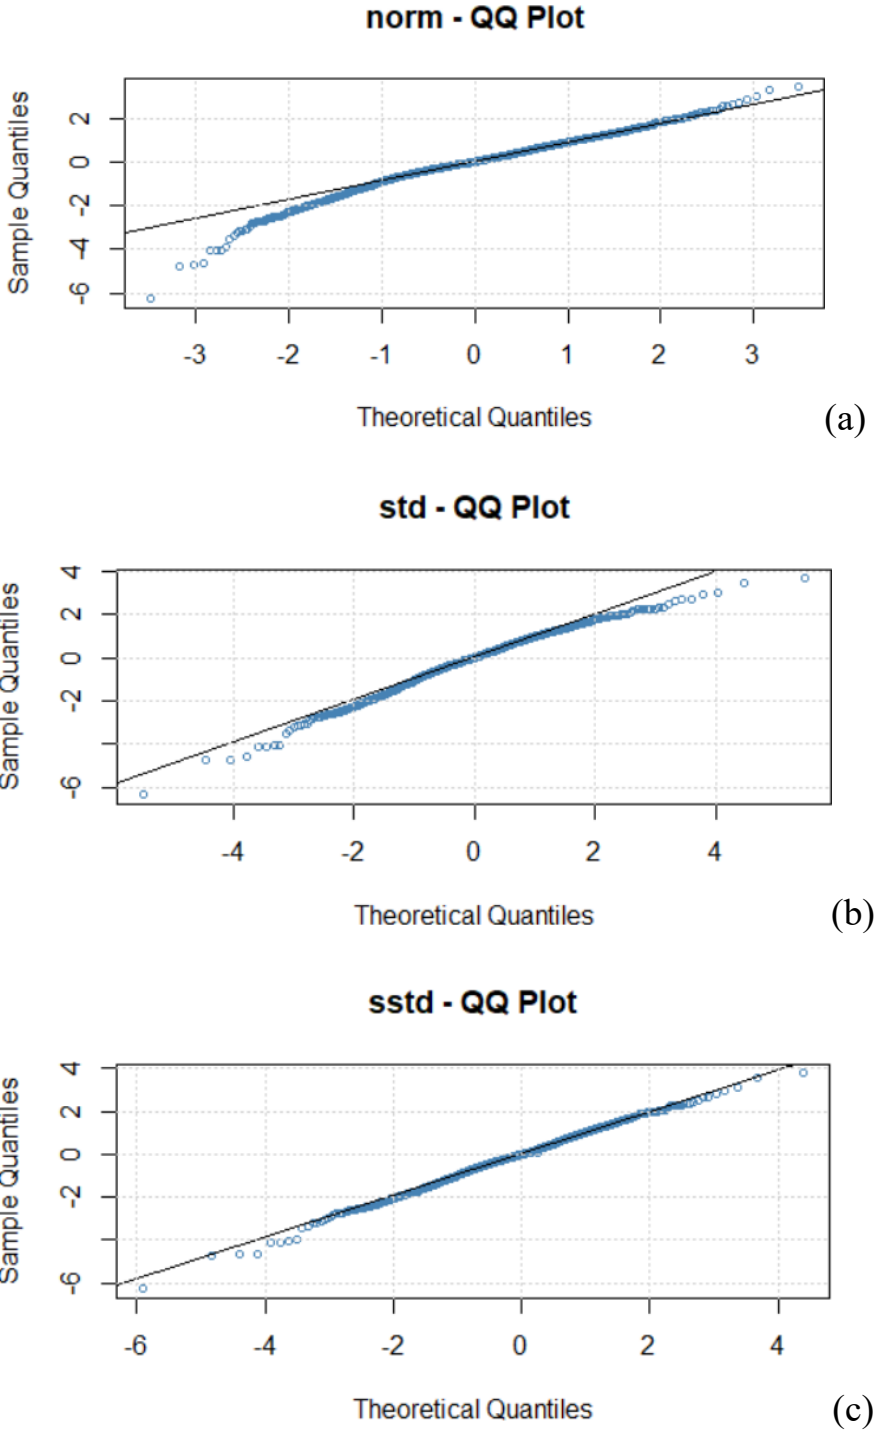 norm - QQ Plot
Sample Quantiles
2
0
-2
-4
-6
-3 -2 -1 0 1 2 3
Theoretical Quantiles
(a)
std - QQ Plot
Sample Quantiles
4
2
0
-2
-6
-4 -2 0 2 4
Theoretical Quantiles
(b)
sstd - QQ Plot
Sample Quantiles
4
2
0
-2
-6
-6 -4 -2 0 2 4
Theoretical Quantiles
(c)